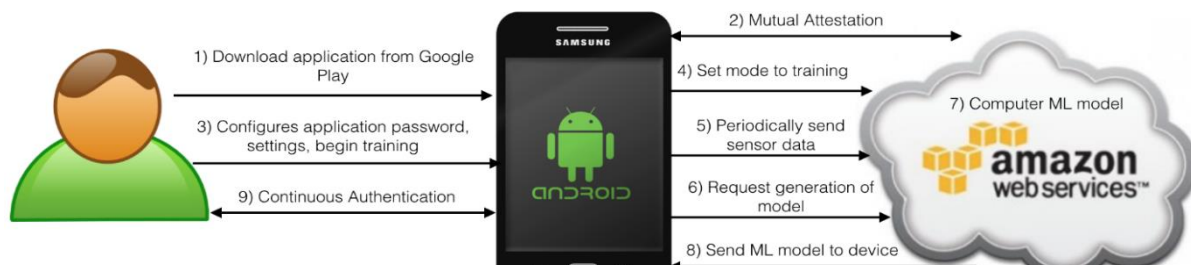 1) Download application from Google
Play
3) Configures application password,
settings, begin training
9) Continuous Authentication
SAMSUNG
ANDROID
2) Mutual Attestation
4) Set mode to training
5) Periodically send
sensor data
6) Request generation of
model
8) Send ML model to device
7) Computer ML model
amazon
web services™